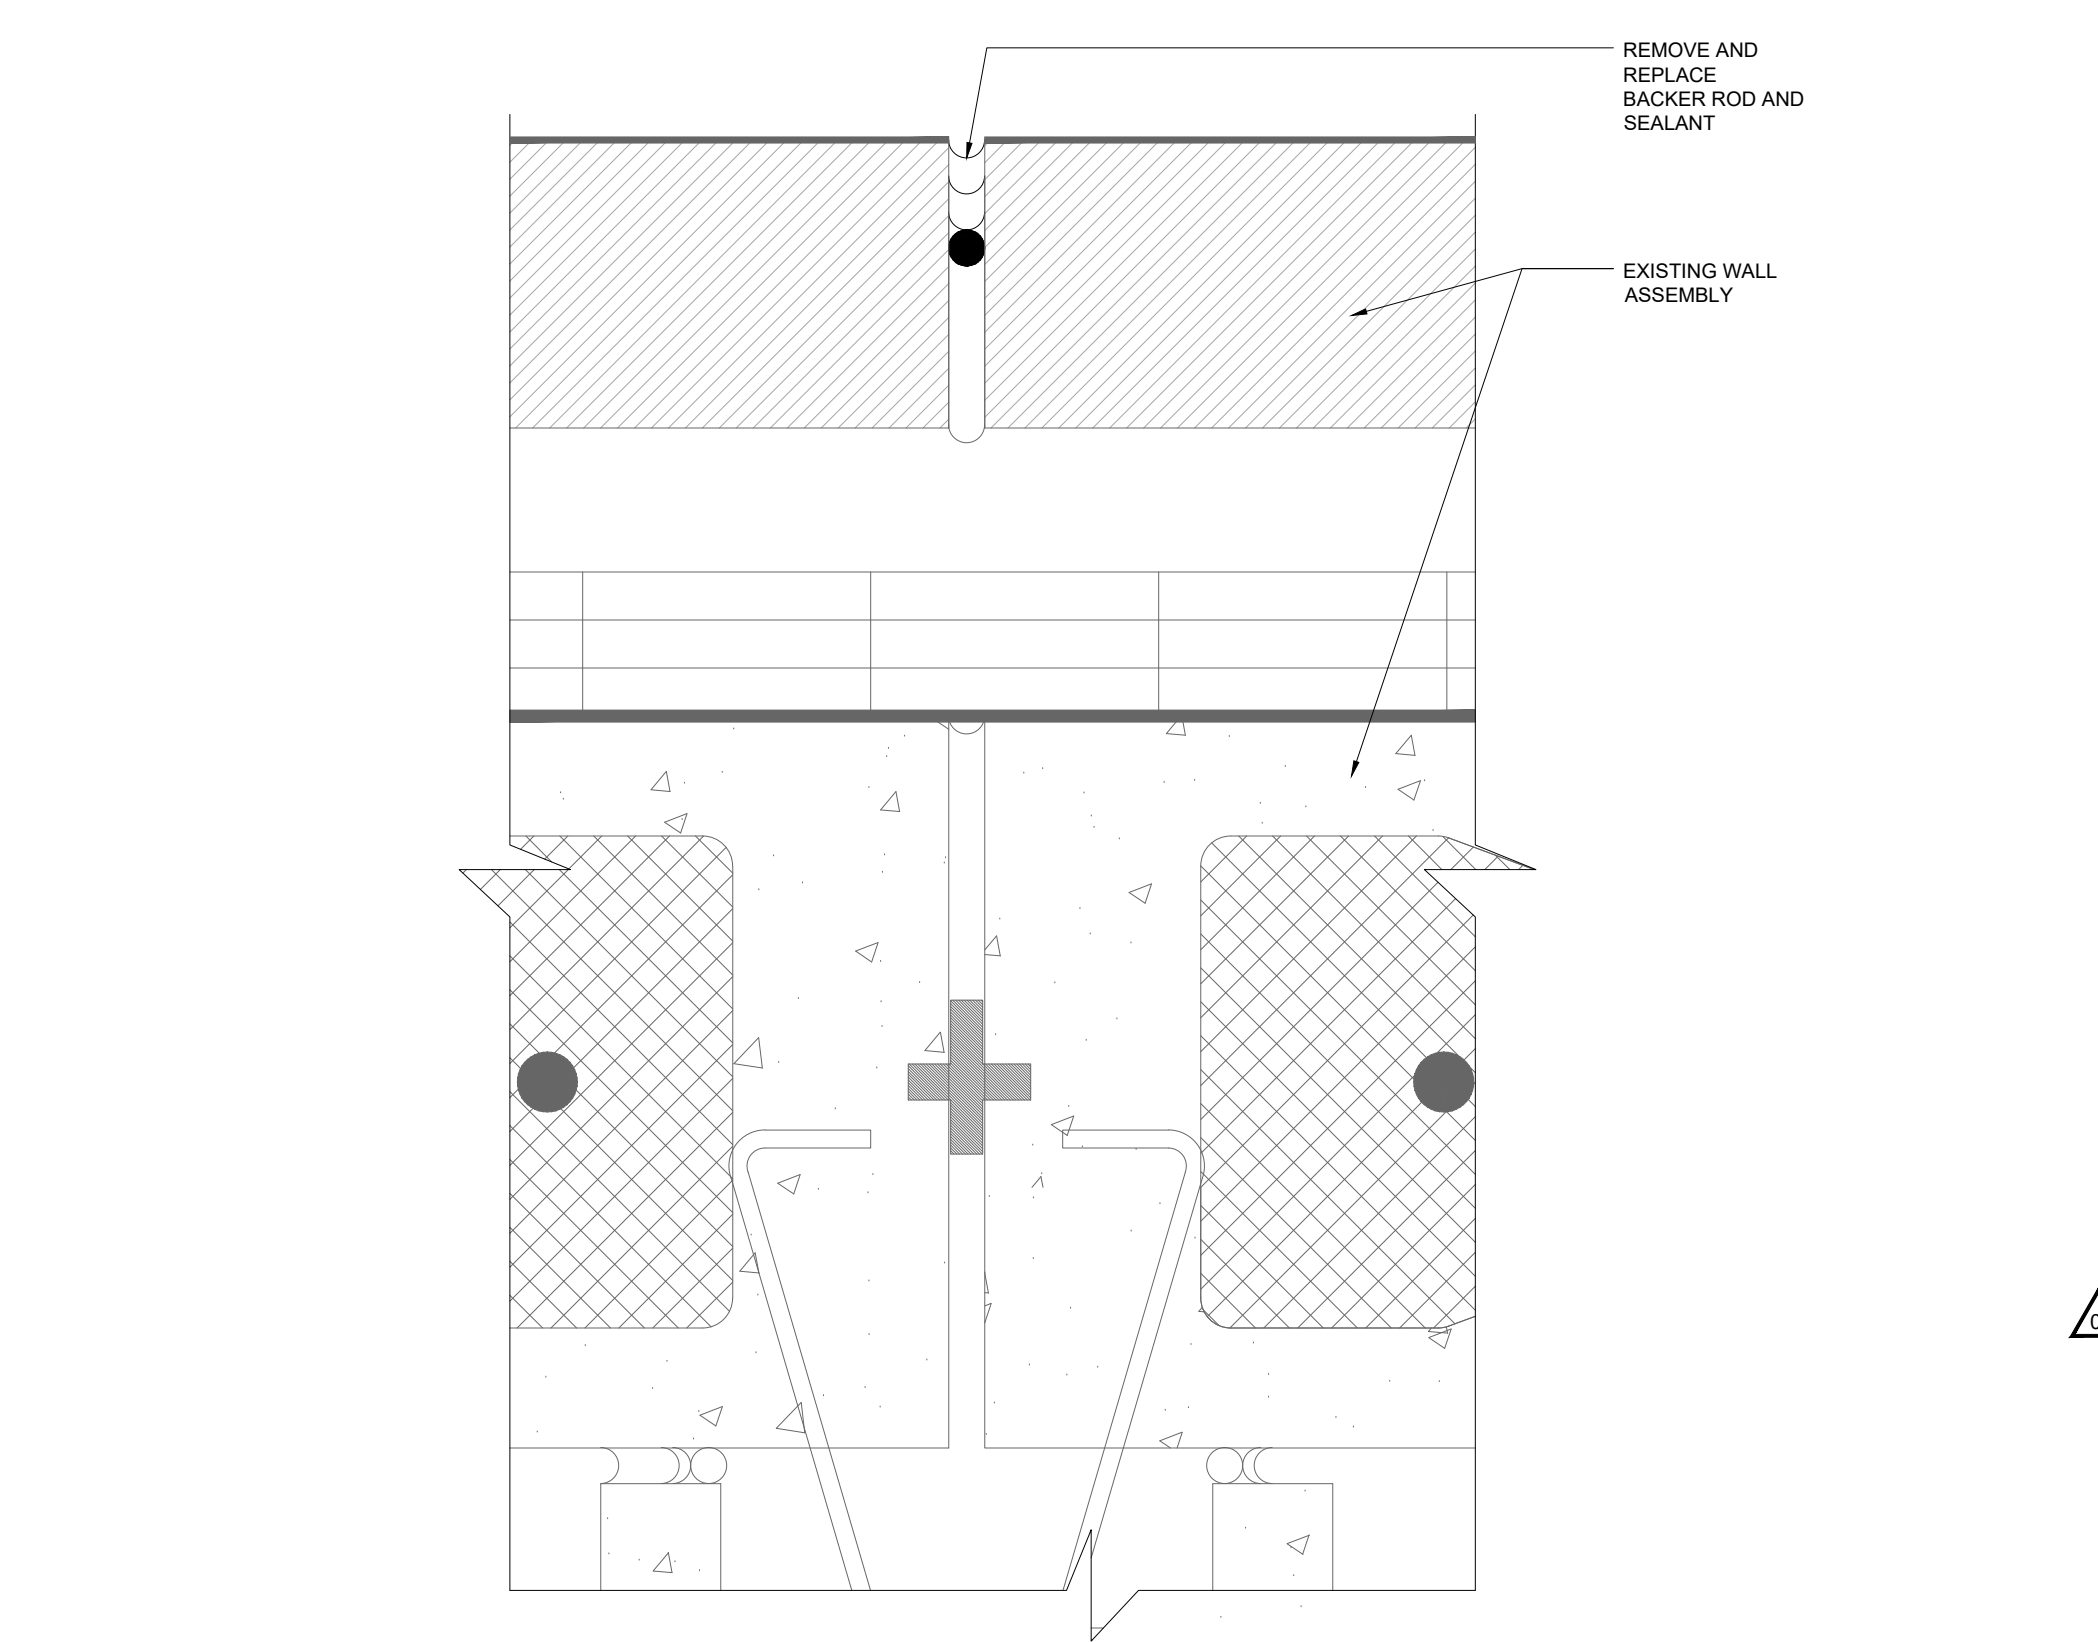 REMOVE AND
REPLACE
BACKER ROD AND
SEALANT
EXISTING WALL
ASSEMBLY